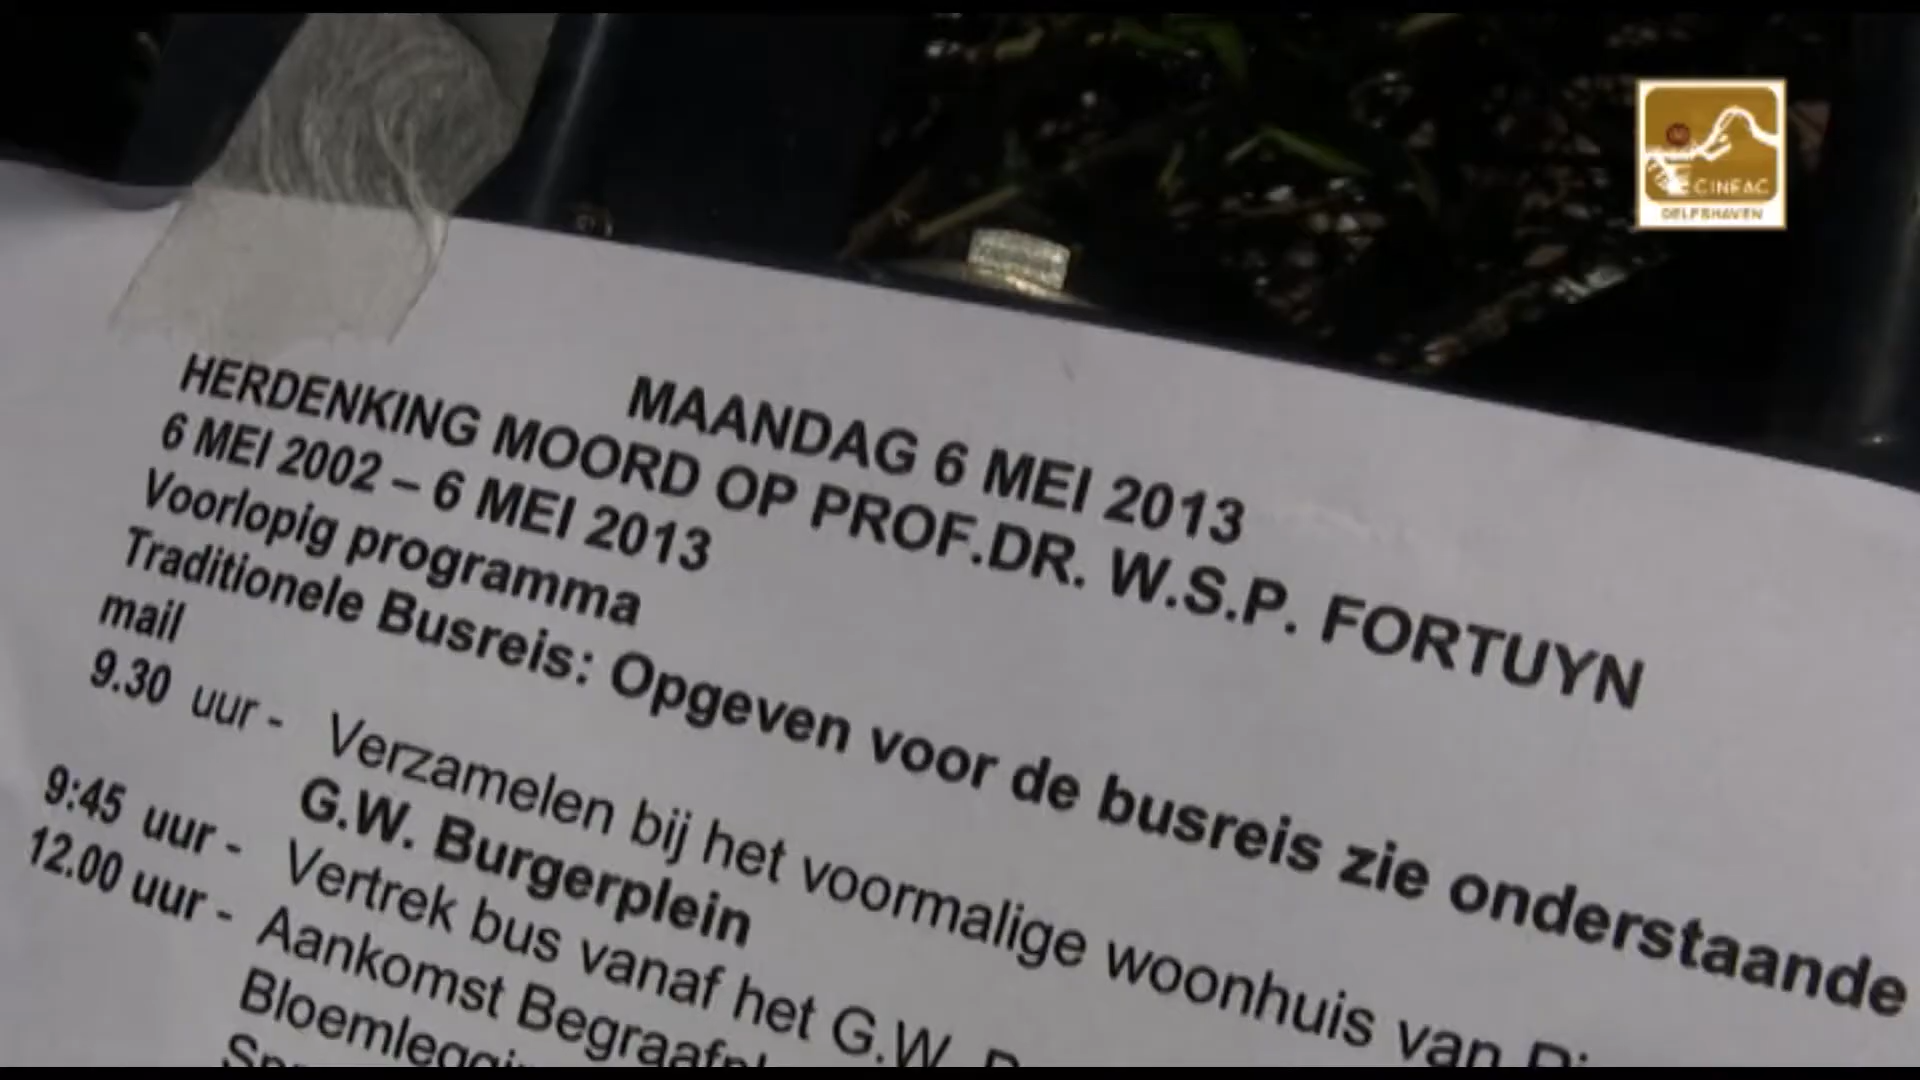 CINEAC
DELFSHAVEN
MAANDAG 6 MEI 2013
HERDENKING MOORD OP PROF.DR. W.S.P. FORTUYN
6 MEI 2002 – 6 MEI 2013
Voorlopig programma
Traditionele Busreis: Opgeven voor de busreis zie onderstaande
mail
9.30 uur - Verzamelen bij het voormalige woonhuis van
G.W. Burgerplein
9:45 uur - Vertrek bus vanaf het G.W.
12.00 uur - Aankomst